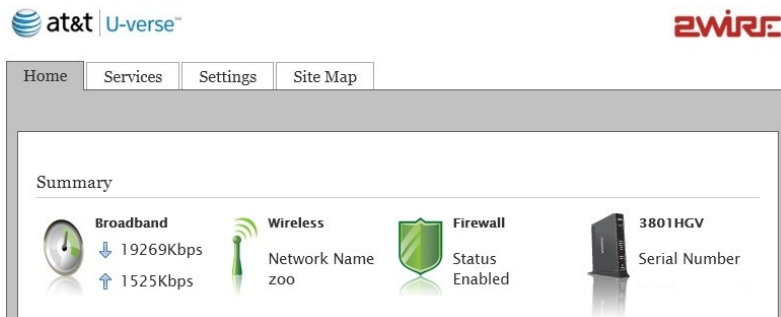 at&t U-verse™
2WIRE
Home Services Settings Site Map
Summary
Broadband
19269Kbps
1525Kbps
Wireless
Network Name
zoo
Firewall
Status
Enabled
3801HGV
Serial Number